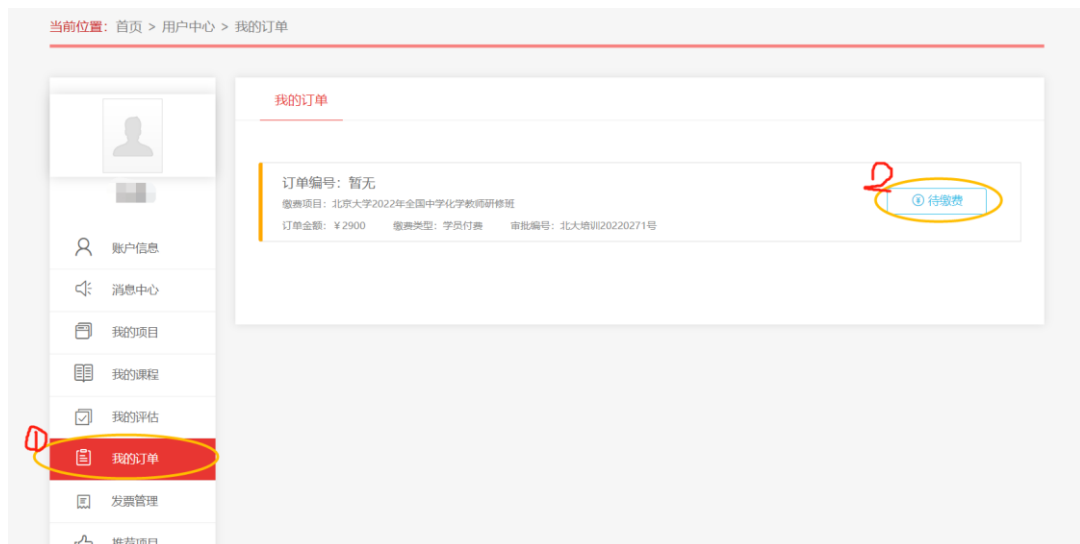 当前位置：首页 > 用户中心 > 我的订单
我的订单
订单编号：暂无
缴费项目：北京大学2022年全国中学化学教师研修班
订单金额：¥2900 缴费类型：学员付费 审批编号：北大培训20220271号
2
待缴费
账户信息
消息中心
我的项目
我的课程
我的评估
1
我的订单
发票管理
推荐项目